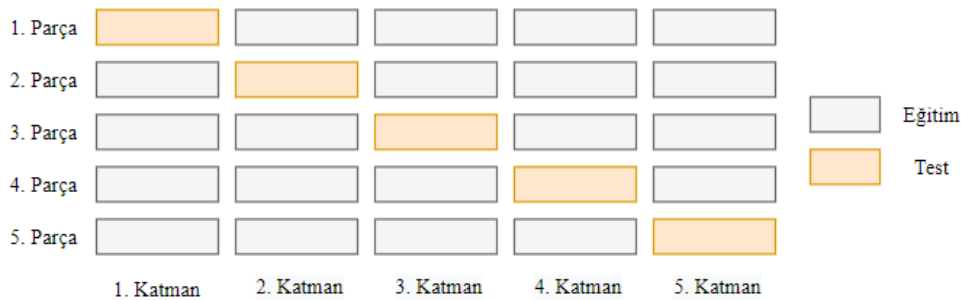 1. Parça
2. Parça
3. Parça
4. Parça
5. Parça
Eğitim
Test
1. Katman
2. Katman
3. Katman
4. Katman
5. Katman